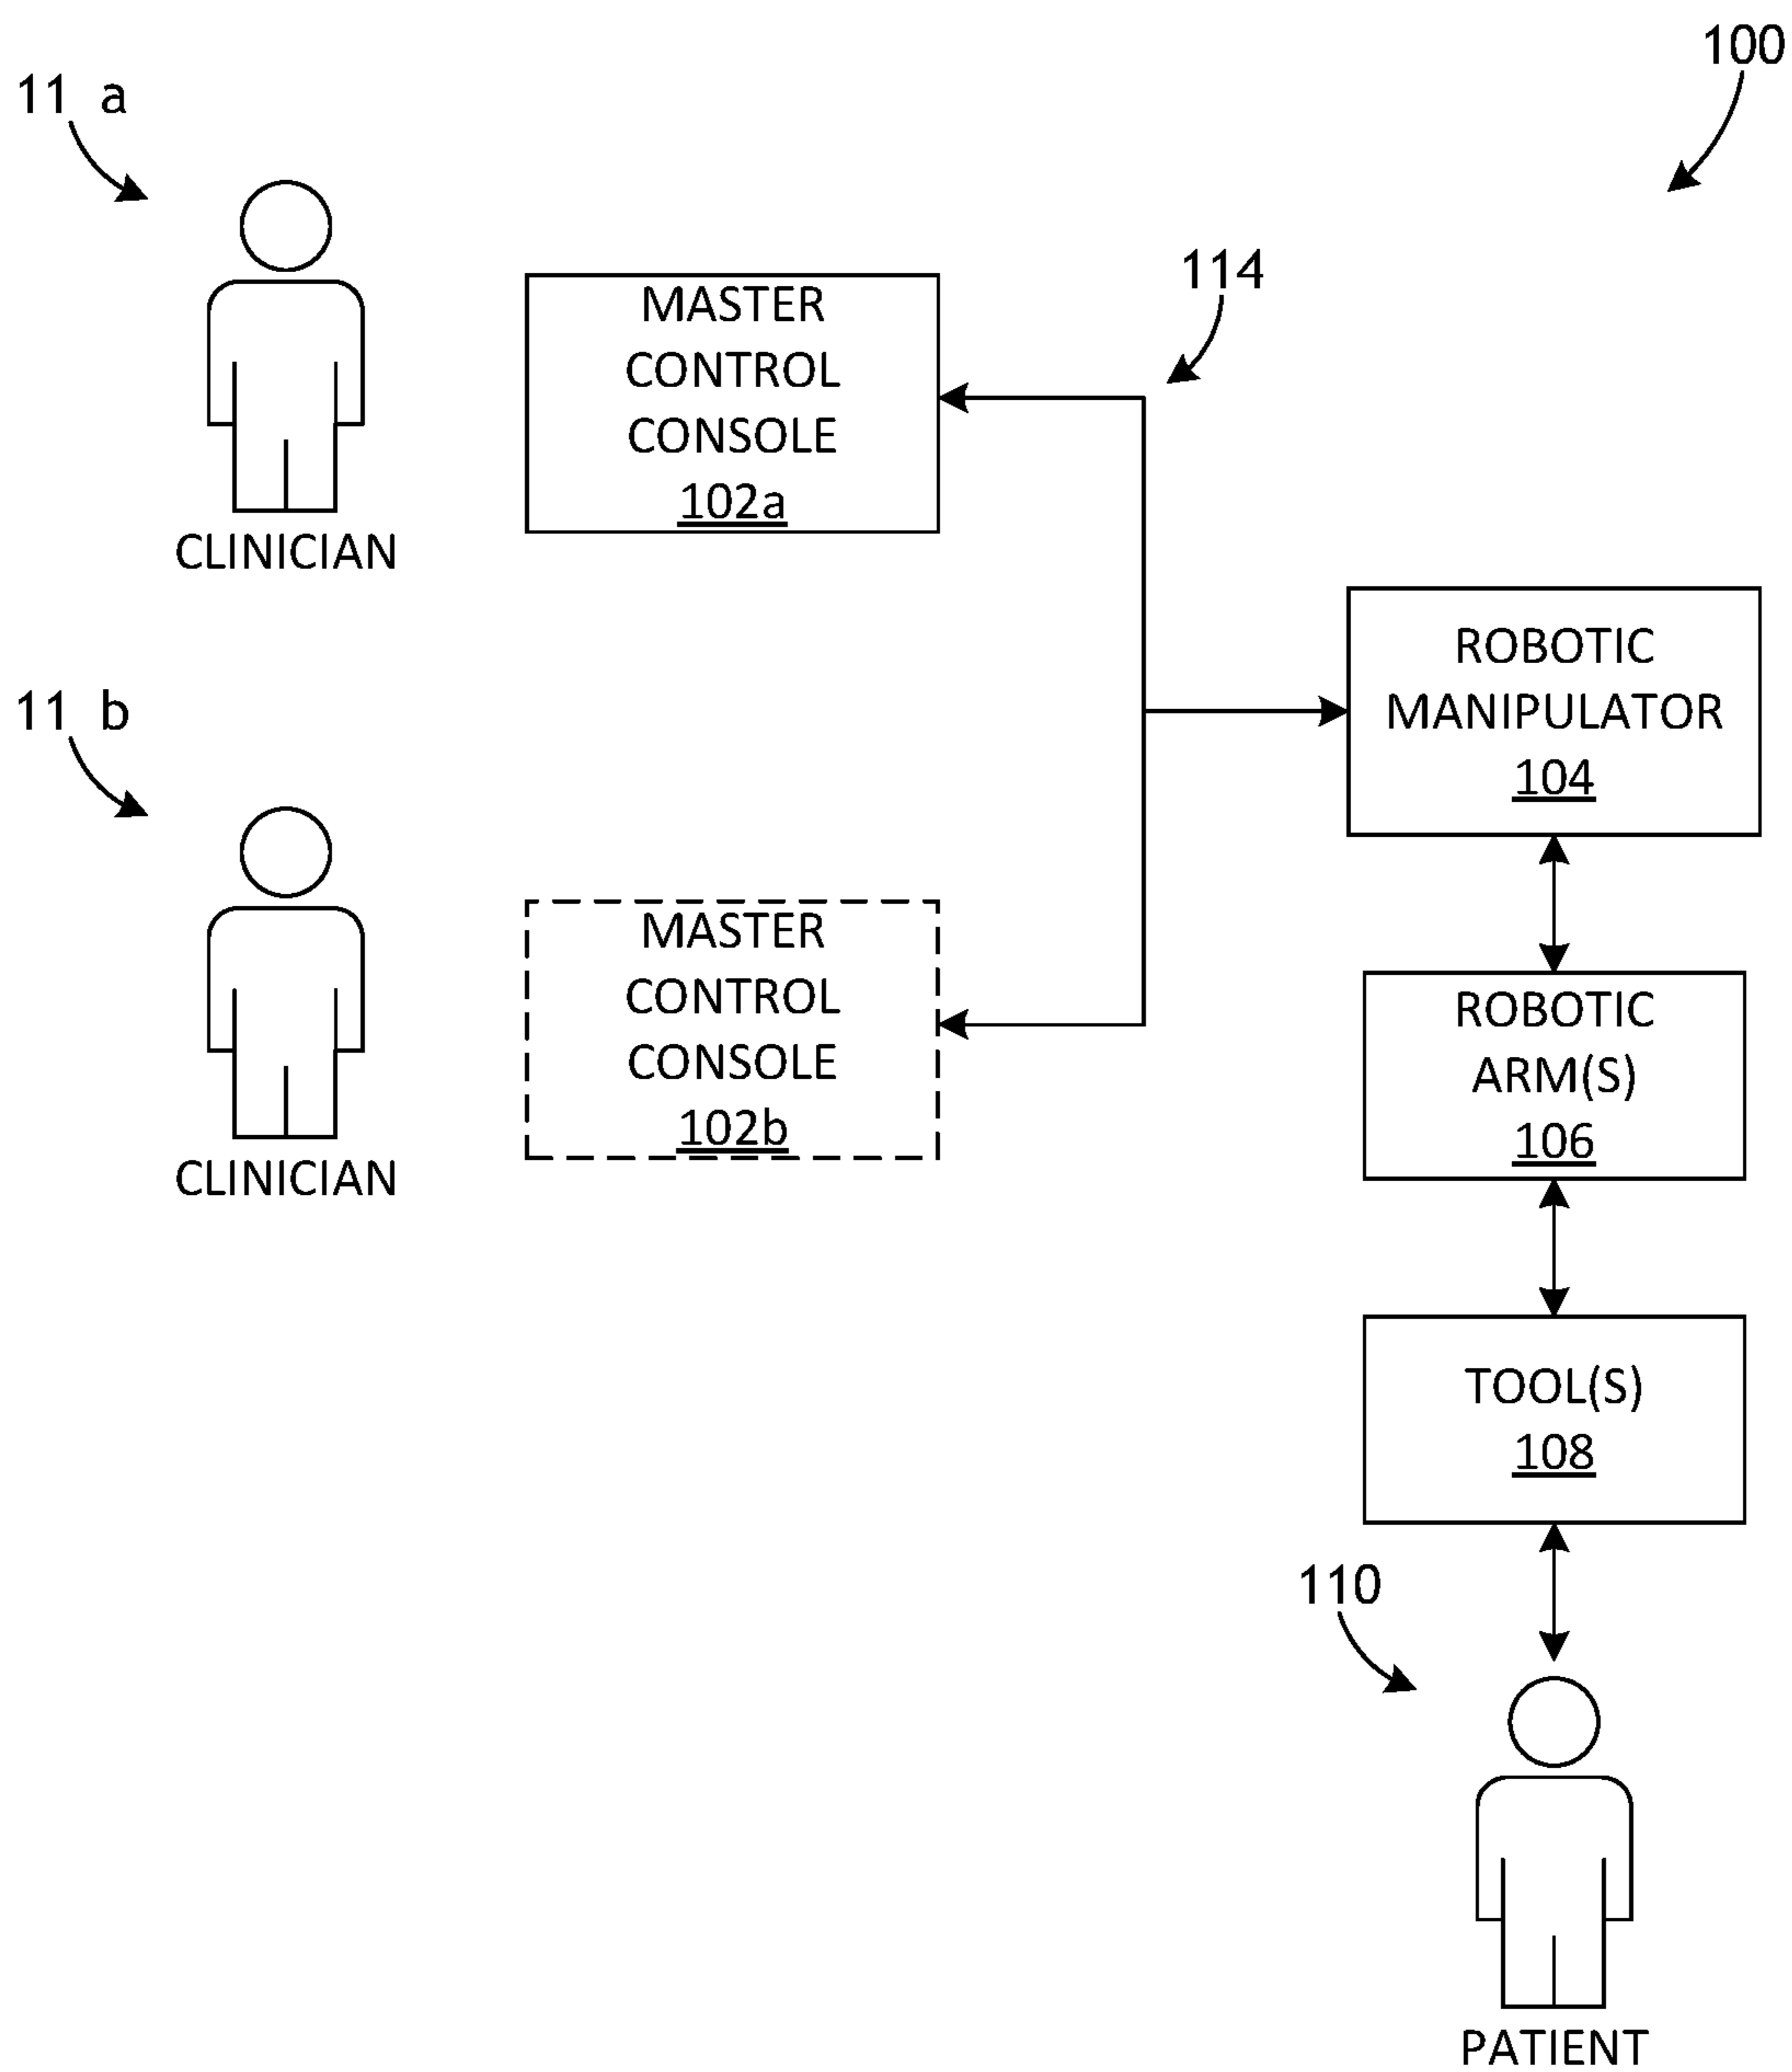 100
11 a
114
MASTER
CONTROL
CONSOLE
102a
CLINICIAN
ROBOTIC
MANIPULATOR
104
11 b
MASTER
CONTROL
CONSOLE
102b
CLINICIAN
ROBOTIC
ARM(S)
106
TOOL(S)
108
110
PATIENT